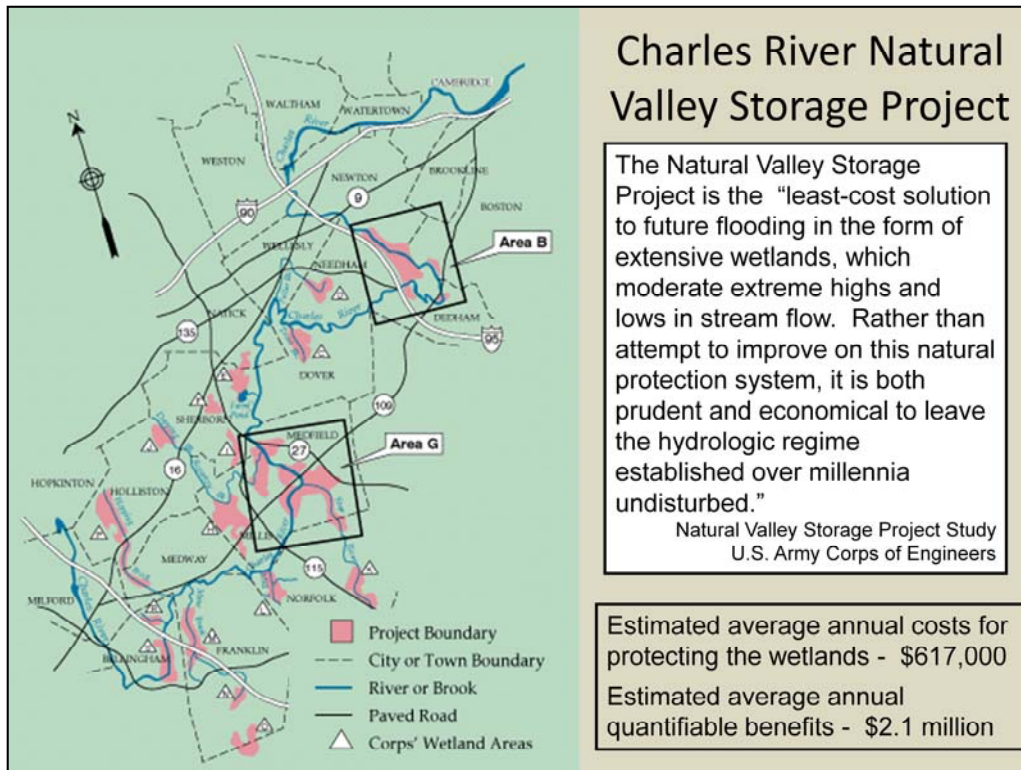 Charles River Natural
Valley Storage Project
The Natural Valley Storage
Project is the “least-cost solution
to future flooding in the form of
extensive wetlands, which
moderate extreme highs and
lows in stream flow. Rather than
attempt to improve on this natural
protection system, it is both
prudent and economical to leave
the hydrologic regime
established over millennia
undisturbed.”
Natural Valley Storage Project Study
U.S. Army Corps of Engineers
Estimated average annual costs for
protecting the wetlands - $617,000
Estimated average annual
quantifiable benefits - $2.1 million
N
CAMBRIDGE
WALTHAM
WATERTOWN
Charles River
WESTON
NEWTON
BROOKLINE
9
BOSTON
90
WELLENLY
Area B
NEEDHAM
Charles River
NATICK
DEDHAM
135
95
DOVER
109
Farm Pond
SHERBORN
MEDFIELD
Area G
27
16
HOPKINTON
HOLLISTON
MILLIS
MEDWAY
115
NORFOLK
MILFORD
Charles River
FRANKLIN
BELLINGHAM
Project Boundary
City or Town Boundary
River or Brook
Paved Road
Corps' Wetland Areas